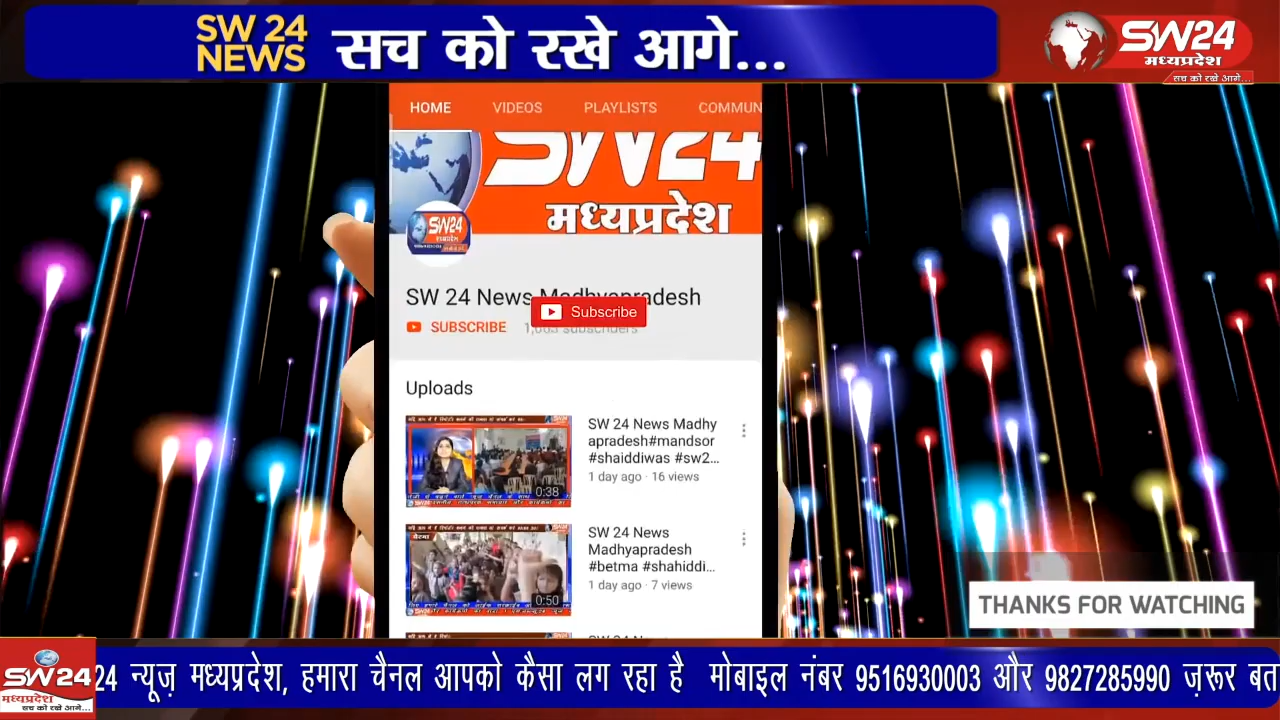 SW 24
NEWS
सच को रखे आगे...
SW24
मध्यप्रदेश
सच को रखे आगे...
HOME VIDEOS PLAYLISTS COMMUN
SW24
मध्यप्रदेश
SW24
SW 24 News Madhyapradesh
Subscribe
SUBSCRIBE subscribers
Uploads
SW 24 News Madhy
apradesh#mandsor
#shaiddiwas #sw2...
1 day ago · 16 views
0:38
SW 24 News
Madhyapradesh
#betma #shahiddi...
1 day ago · 7 views
0:50
THANKS FOR WATCHING
SW24
मध्यप्रदेश
सच को रखे आगे...
24 न्यूज़ मध्यप्रदेश, हमारा चैनल आपको कैसा लग रहा है मोबाइल नंबर 9516930003 और 9827285990 ज़रूर बत